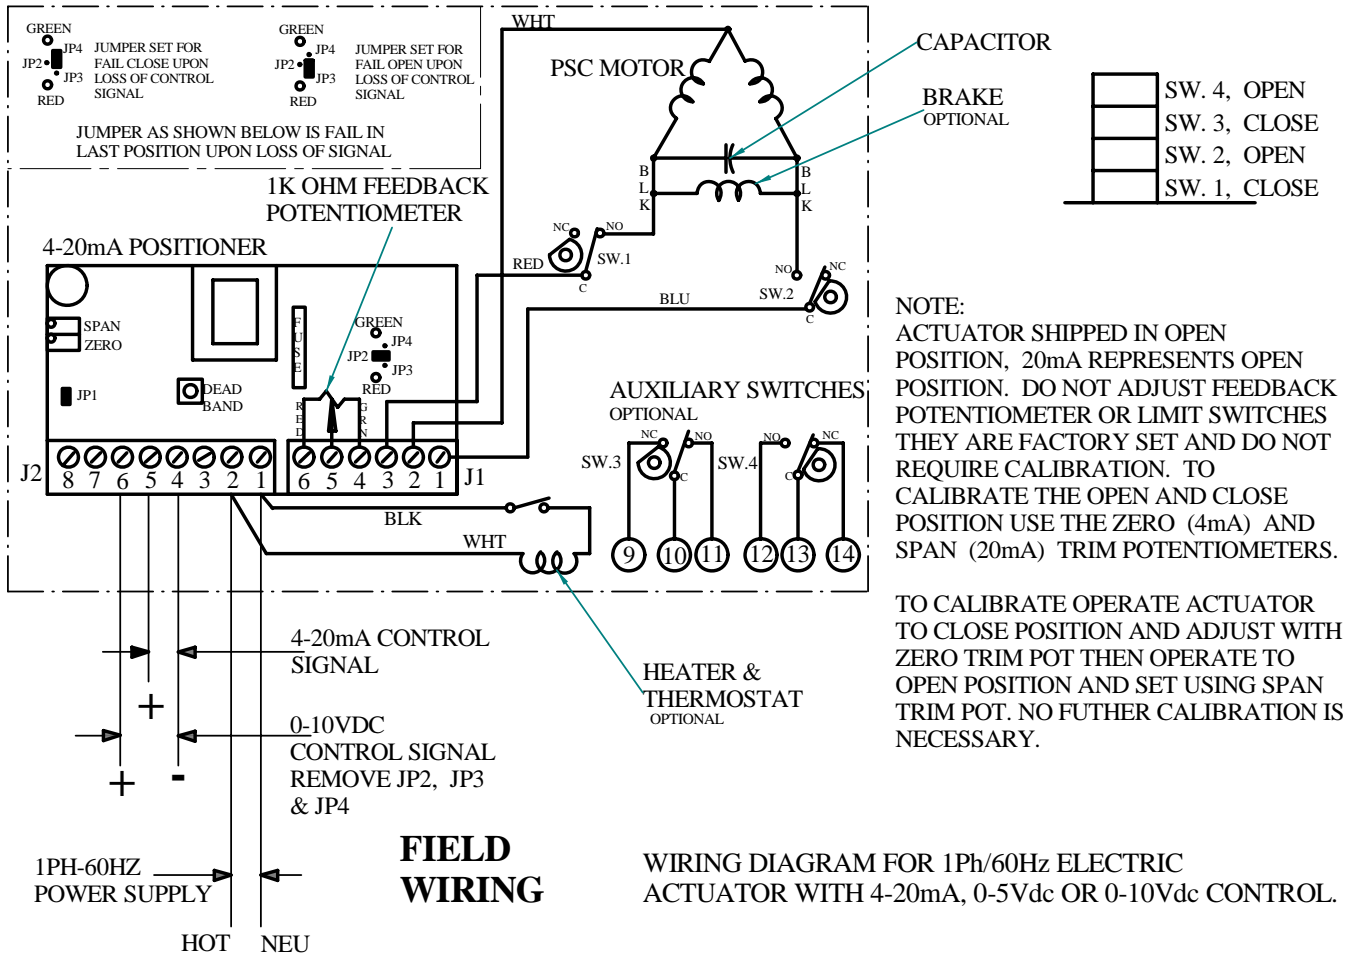 GREEN
JP4
JP2
JP3
RED
JUMPER SET FOR
FAIL CLOSE UPON
LOSS OF CONTROL
SIGNAL
GREEN
JP4
JP2
JP3
RED
JUMPER SET FOR
FAIL OPEN UPON
LOSS OF CONTROL
SIGNAL
JUMPER AS SHOWN BELOW IS FAIL IN
LAST POSITION UPON LOSS OF SIGNAL
WHT
PSC MOTOR
CAPACITOR
BRAKE
OPTIONAL
SW. 4, OPEN
SW. 3, CLOSE
SW. 2, OPEN
SW. 1, CLOSE
BLK
BLK
1K OHM FEEDBACK
POTENTIOMETER
NC
NO
SW.1
C
RED
NO
NC
SW.2
C
BLU
4-20mA POSITIONER
SPAN
ZERO
JP1
DEAD
BAND
FUSE
GREEN
JP4
JP2
JP3
RED
RED
GRN
J2
8 7 6 5 4 3 2 1
6 5 4 3 2 1
J1
BLK
WHT
AUXILIARY SWITCHES
OPTIONAL
NC
NO
SW.3
C
NO
NC
SW.4
C
9 10 11 12 13 14
NOTE:
ACTUATOR SHIPPED IN OPEN
POSITION, 20mA REPRESENTS OPEN
POSITION. DO NOT ADJUST FEEDBACK
POTENTIOMETER OR LIMIT SWITCHES
THEY ARE FACTORY SET AND DO NOT
REQUIRE CALIBRATION. TO
CALIBRATE THE OPEN AND CLOSE
POSITION USE THE ZERO (4mA) AND
SPAN (20mA) TRIM POTENTIOMETERS.
TO CALIBRATE OPERATE ACTUATOR
TO CLOSE POSITION AND ADJUST WITH
ZERO TRIM POT THEN OPERATE TO
OPEN POSITION AND SET USING SPAN
TRIM POT. NO FUTHER CALIBRATION IS
NECESSARY.
4-20mA CONTROL
SIGNAL
+
0-10VDC
CONTROL SIGNAL
REMOVE JP2, JP3
& JP4
+ -
HEATER &
THERMOSTAT
OPTIONAL
1PH-60HZ
POWER SUPPLY
HOT NEU
FIELD
WIRING
WIRING DIAGRAM FOR 1Ph/60Hz ELECTRIC
ACTUATOR WITH 4-20mA, 0-5Vdc OR 0-10Vdc CONTROL.